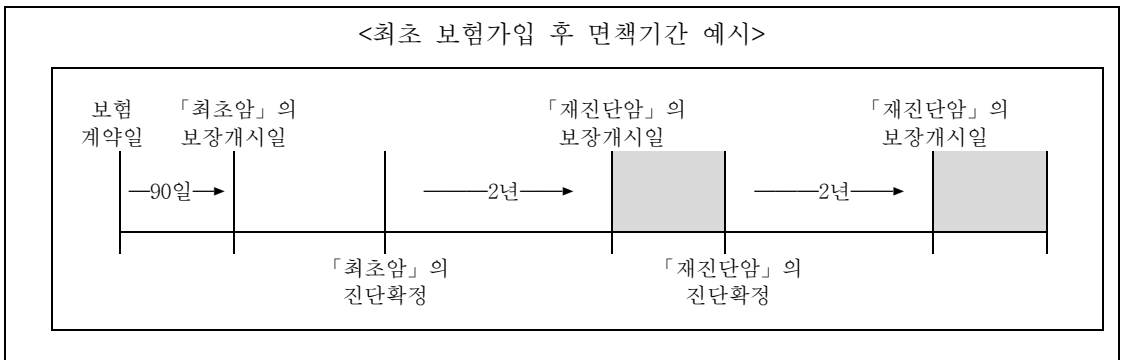 <최초 보험가입 후 면책기간 예시>
보험
계약일
「최초암」의
보장개시일
「재진단암」의
보장개시일
「재진단암」의
보장개시일
90일
2년
2년
「최초암」의
진단확정
「재진단암」의
진단확정